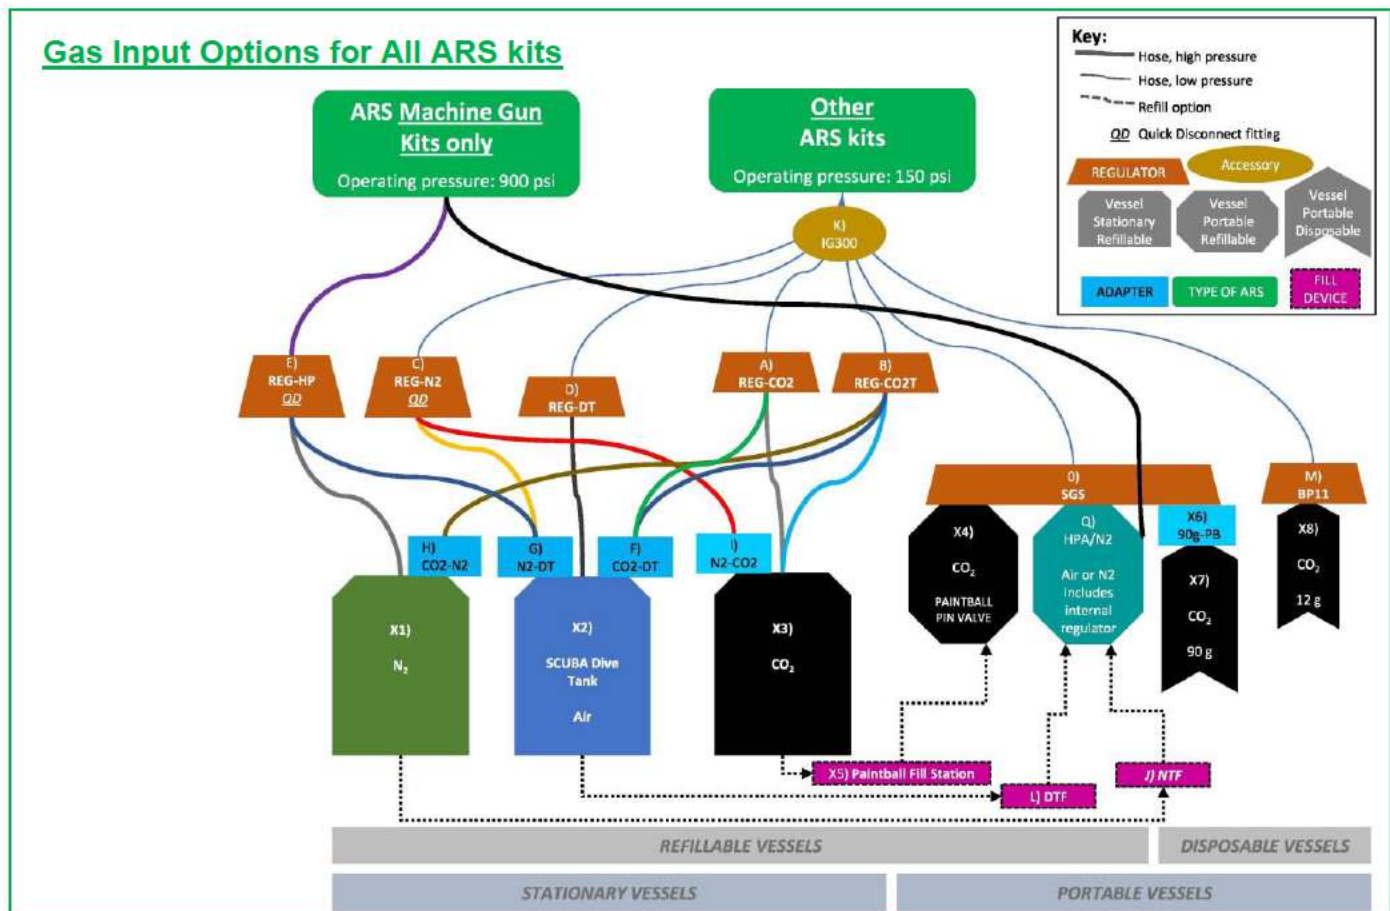 Gas Input Options for All ARS kits
Key:
Hose, high pressure
Hose, low pressure
Refill option
QD Quick Disconnect fitting
REGULATOR
Accessory
Vessel
Stationary
Refillable
Vessel
Portable
Refillable
Vessel
Portable
Disposable
ADAPTER
TYPE OF ARS
FILL
DEVICE
ARS Machine Gun
Kits only
Operating pressure: 900 psi
Other
ARS kits
Operating pressure: 150 psi
K)
IG300
E)
REG-HP
QD
C)
REG-N2
QD
D)
REG-DT
A)
REG-CO2
B)
REG-CO2T
O)
SGS
M)
BP11
H)
CO2-N2
G)
N2-DT
F)
CO2-DT
I)
N2-CO2
X1)
N₂
X2)
SCUBA Dive
Tank
Air
X3)
CO₂
X4)
CO₂
PAINTBALL
PIN VALVE
Q)
HPA/N2
Air or N2
Includes
internal
regulator
X6)
90g-PB
X7)
CO₂
90 g
X8)
CO₂
12 g
X5) Paintball Fill Station
L) DTF
J) NTF
REFILLABLE VESSELS
DISPOSABLE VESSELS
STATIONARY VESSELS
PORTABLE VESSELS